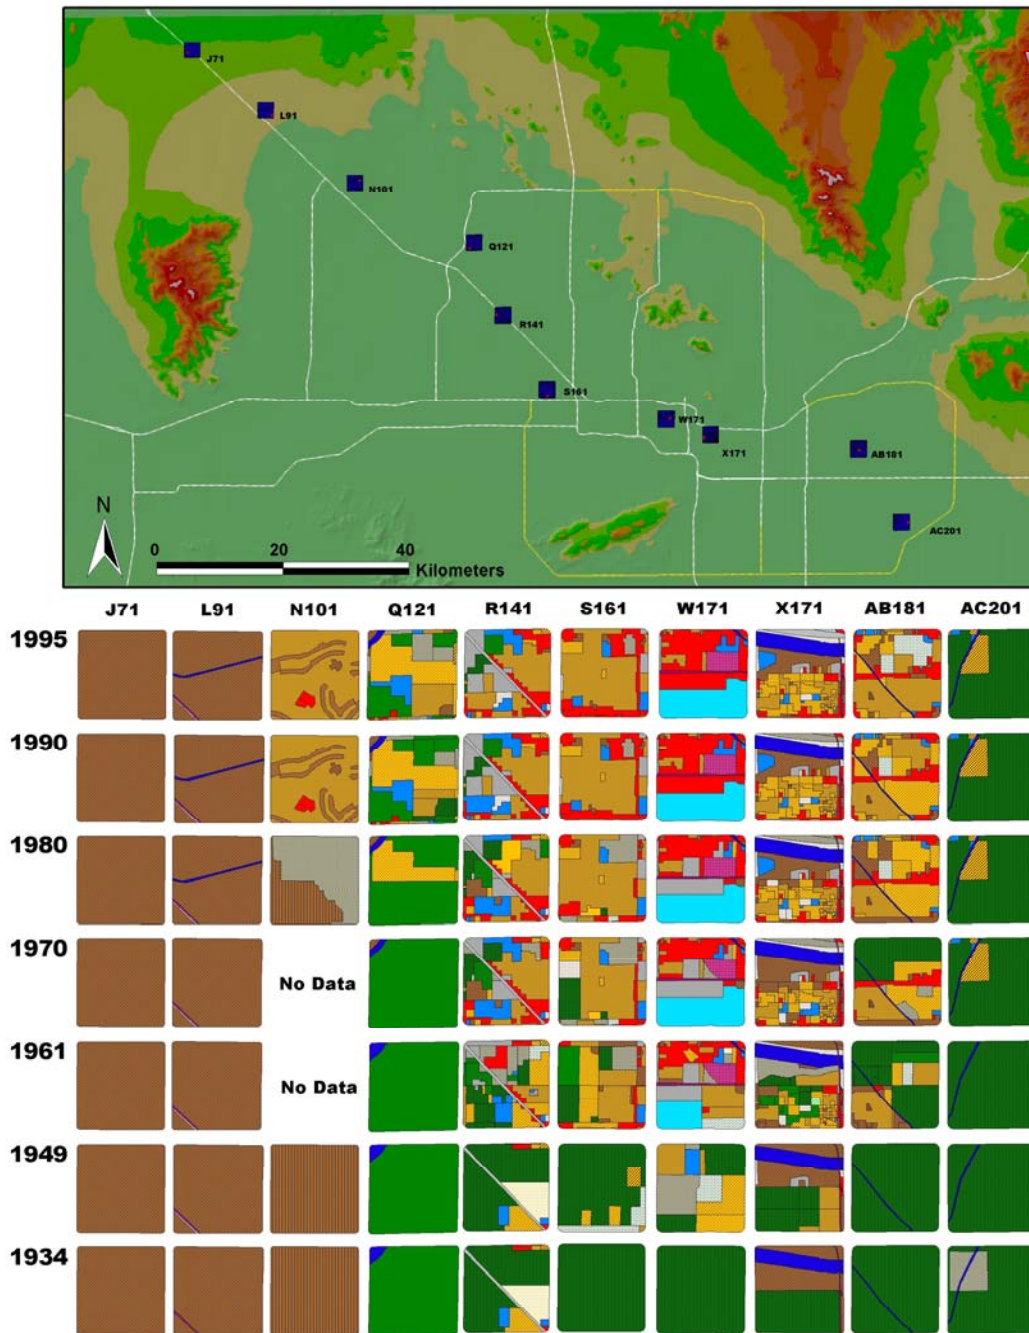 J71
L91
N101
Q121
R141
S161
W171
X171
AB181
AC201
N
0 20 40
Kilometers
J71 L91 N101 Q121 R141 S161 W171 X171 AB181 AC201
1995
1990
1980
1970
No Data
1961
No Data
1949
1934